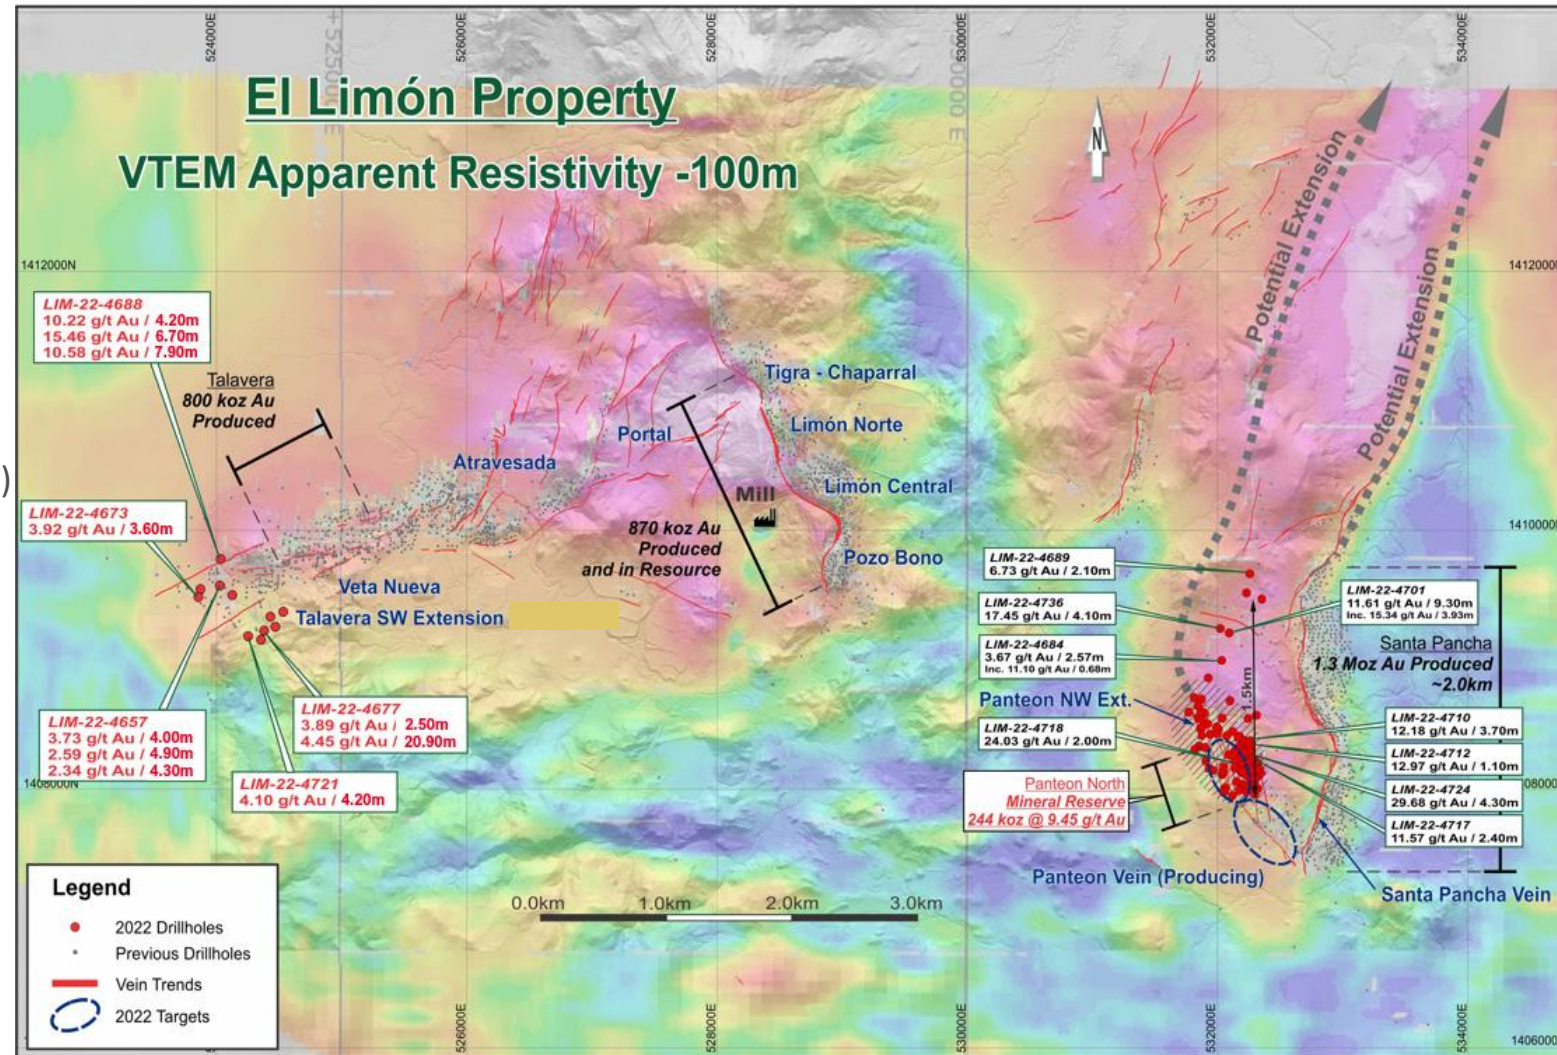 524000E
+525000E
526000E
528000E
530000E
532000E
534000E
El Limón Property
VTEM Apparent Resistivity -100m
N
Potential Extension
Potential Extension
1412000N
LIM-22-4688
10.22 g/t Au / 4.20m
15.46 g/t Au / 6.70m
10.58 g/t Au / 7.90m
Talavera
800 koz Au
Produced
Tigra - Chaparral
Portal
Limón Norte
Atravesada
Limón Central
)
Mill
LIM-22-4673
3.92 g/t Au / 3.60m
870 koz Au
Produced
and in Resource
1410000
Pozo Bono
Veta Nueva
Talavera SW Extension
LIM-22-4689
6.73 g/t Au / 2.10m
LIM-22-4736
17.45 g/t Au / 4.10m
LIM-22-4684
3.67 g/t Au / 2.57m
Inc. 11.10 g/t Au / 0.68m
Panteon NW Ext.
LIM-22-4718
24.03 g/t Au / 2.00m
LIM-22-4701
11.61 g/t Au / 9.30m
Inc. 15.34 g/t Au / 3.93m
Santa Pancha
1.3 Moz Au Produced
~2.0km
1.5km
LIM-22-4657
3.73 g/t Au / 4.00m
2.59 g/t Au / 4.90m
2.34 g/t Au / 4.30m
LIM-22-4677
3.89 g/t Au / 2.50m
4.45 g/t Au / 20.90m
LIM-22-4721
4.10 g/t Au / 4.20m
1408000N
Panteon North
Mineral Reserve
244 koz @ 9.45 g/t Au
LIM-22-4710
12.18 g/t Au / 3.70m
LIM-22-4712
12.97 g/t Au / 1.10m
08000
LIM-22-4724
29.68 g/t Au / 4.30m
LIM-22-4717
11.57 g/t Au / 2.40m
Panteon Vein (Producing)
Santa Pancha Vein
0.0km 1.0km 2.0km 3.0km
Legend
2022 Drillholes
Previous Drillholes
Vein Trends
2022 Targets
526000E
528000E
530000E
532000E
534000E
1406000